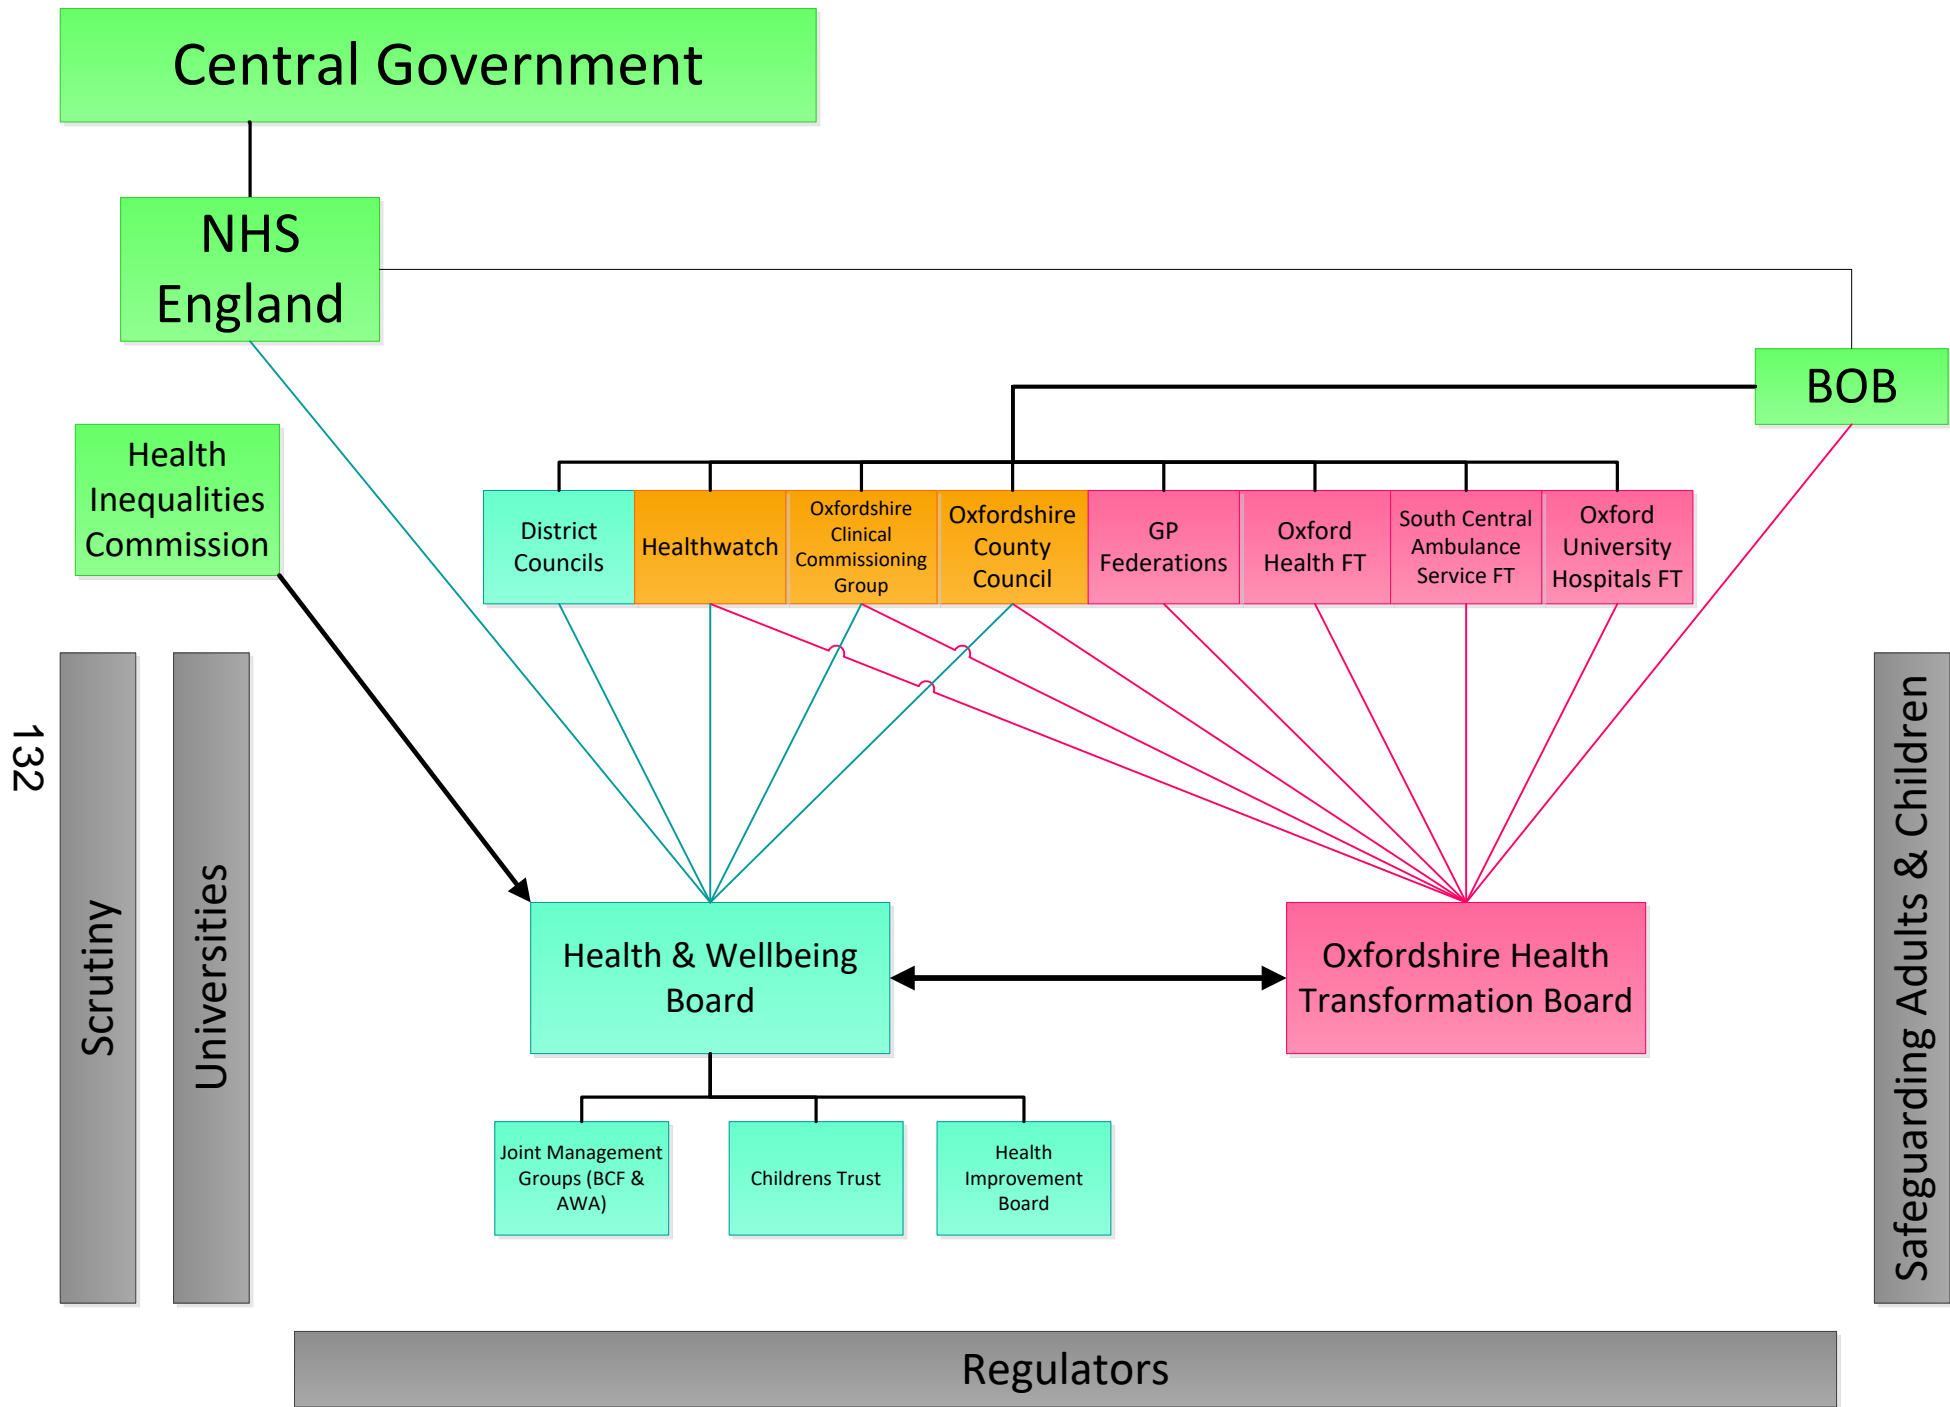 Central Government
NHS
England
BOB
Health
Inequalities
Commission
District
Councils
Healthwatch
Oxfordshire
Clinical
Commissioning
Group
Oxfordshire
County
Council
GP
Federations
Oxford
Health FT
South Central
Ambulance
Service FT
Oxford
University
Hospitals FT
132
Scrutiny
Universities
Safeguarding Adults & Children
Health & Wellbeing
Board
Oxfordshire Health
Transformation Board
Joint Management
Groups (BCF &
AWA)
Childrens Trust
Health
Improvement
Board
Regulators